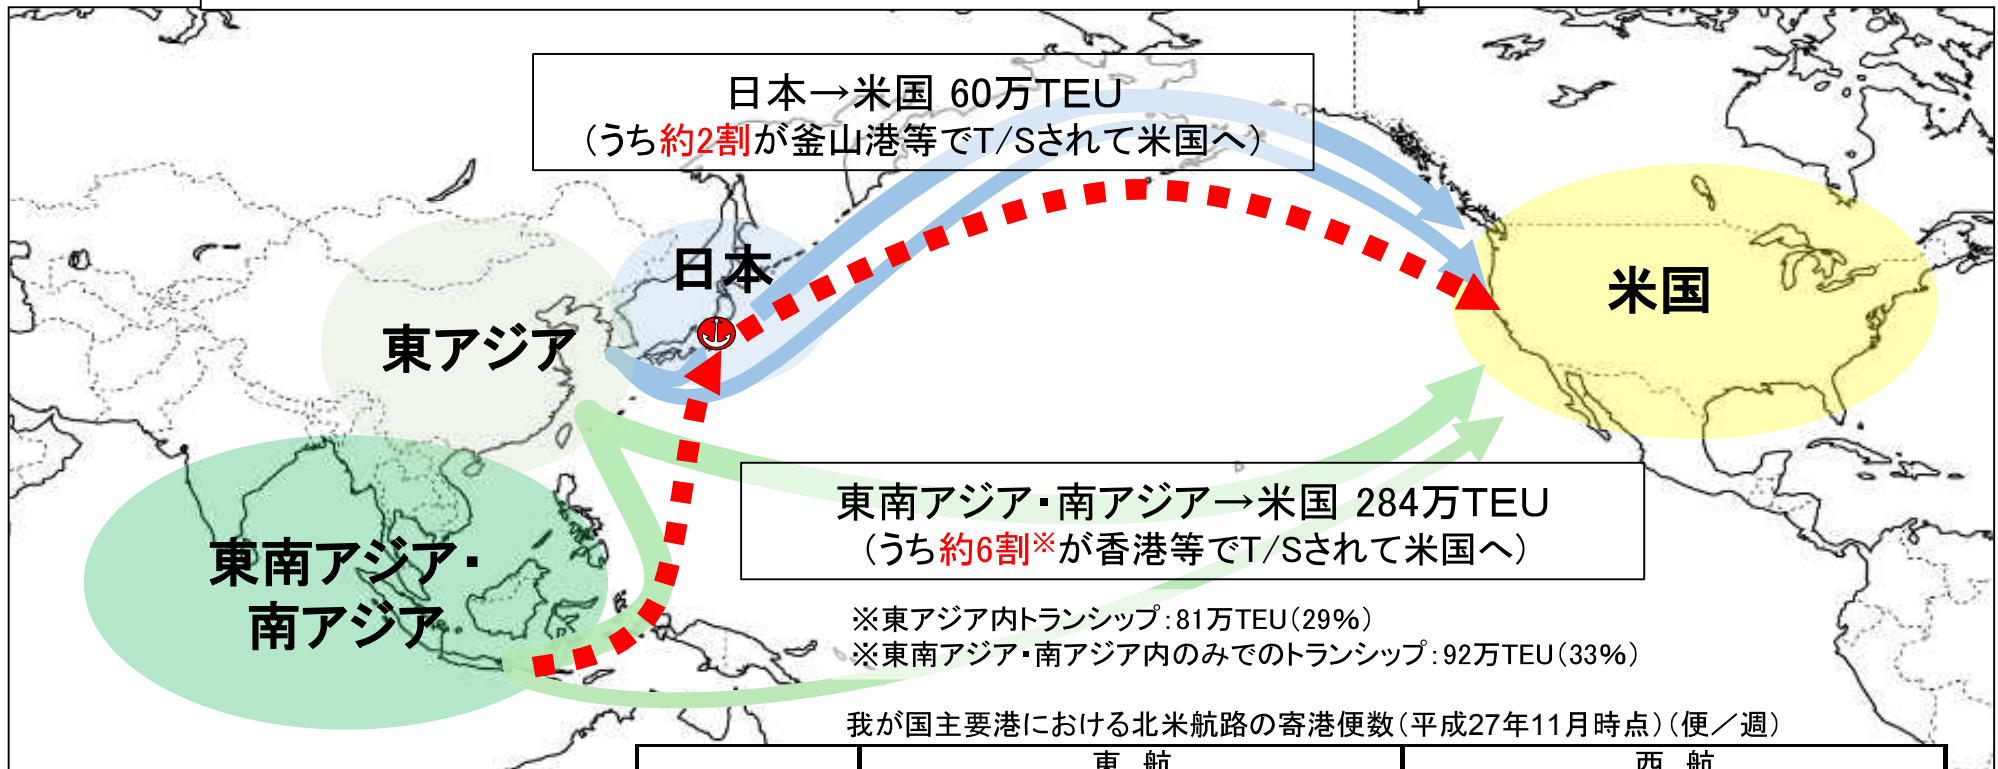 日本→米国 60万TEU
(うち約2割が釜山港等でT/Sされて米国へ)
日本
米国
東アジア
東南アジア・南アジア→米国 284万TEU
(うち約6割※が香港等でT/Sされて米国へ)
東南アジア・
南アジア
※東アジア内トランシップ:81万TEU(29%)
※東南アジア・南アジア内のみでのトランシップ:92万TEU(33%)
我が国主要港における北米航路の寄港便数(平成27年11月時点)(便/週)
東 航
西 航